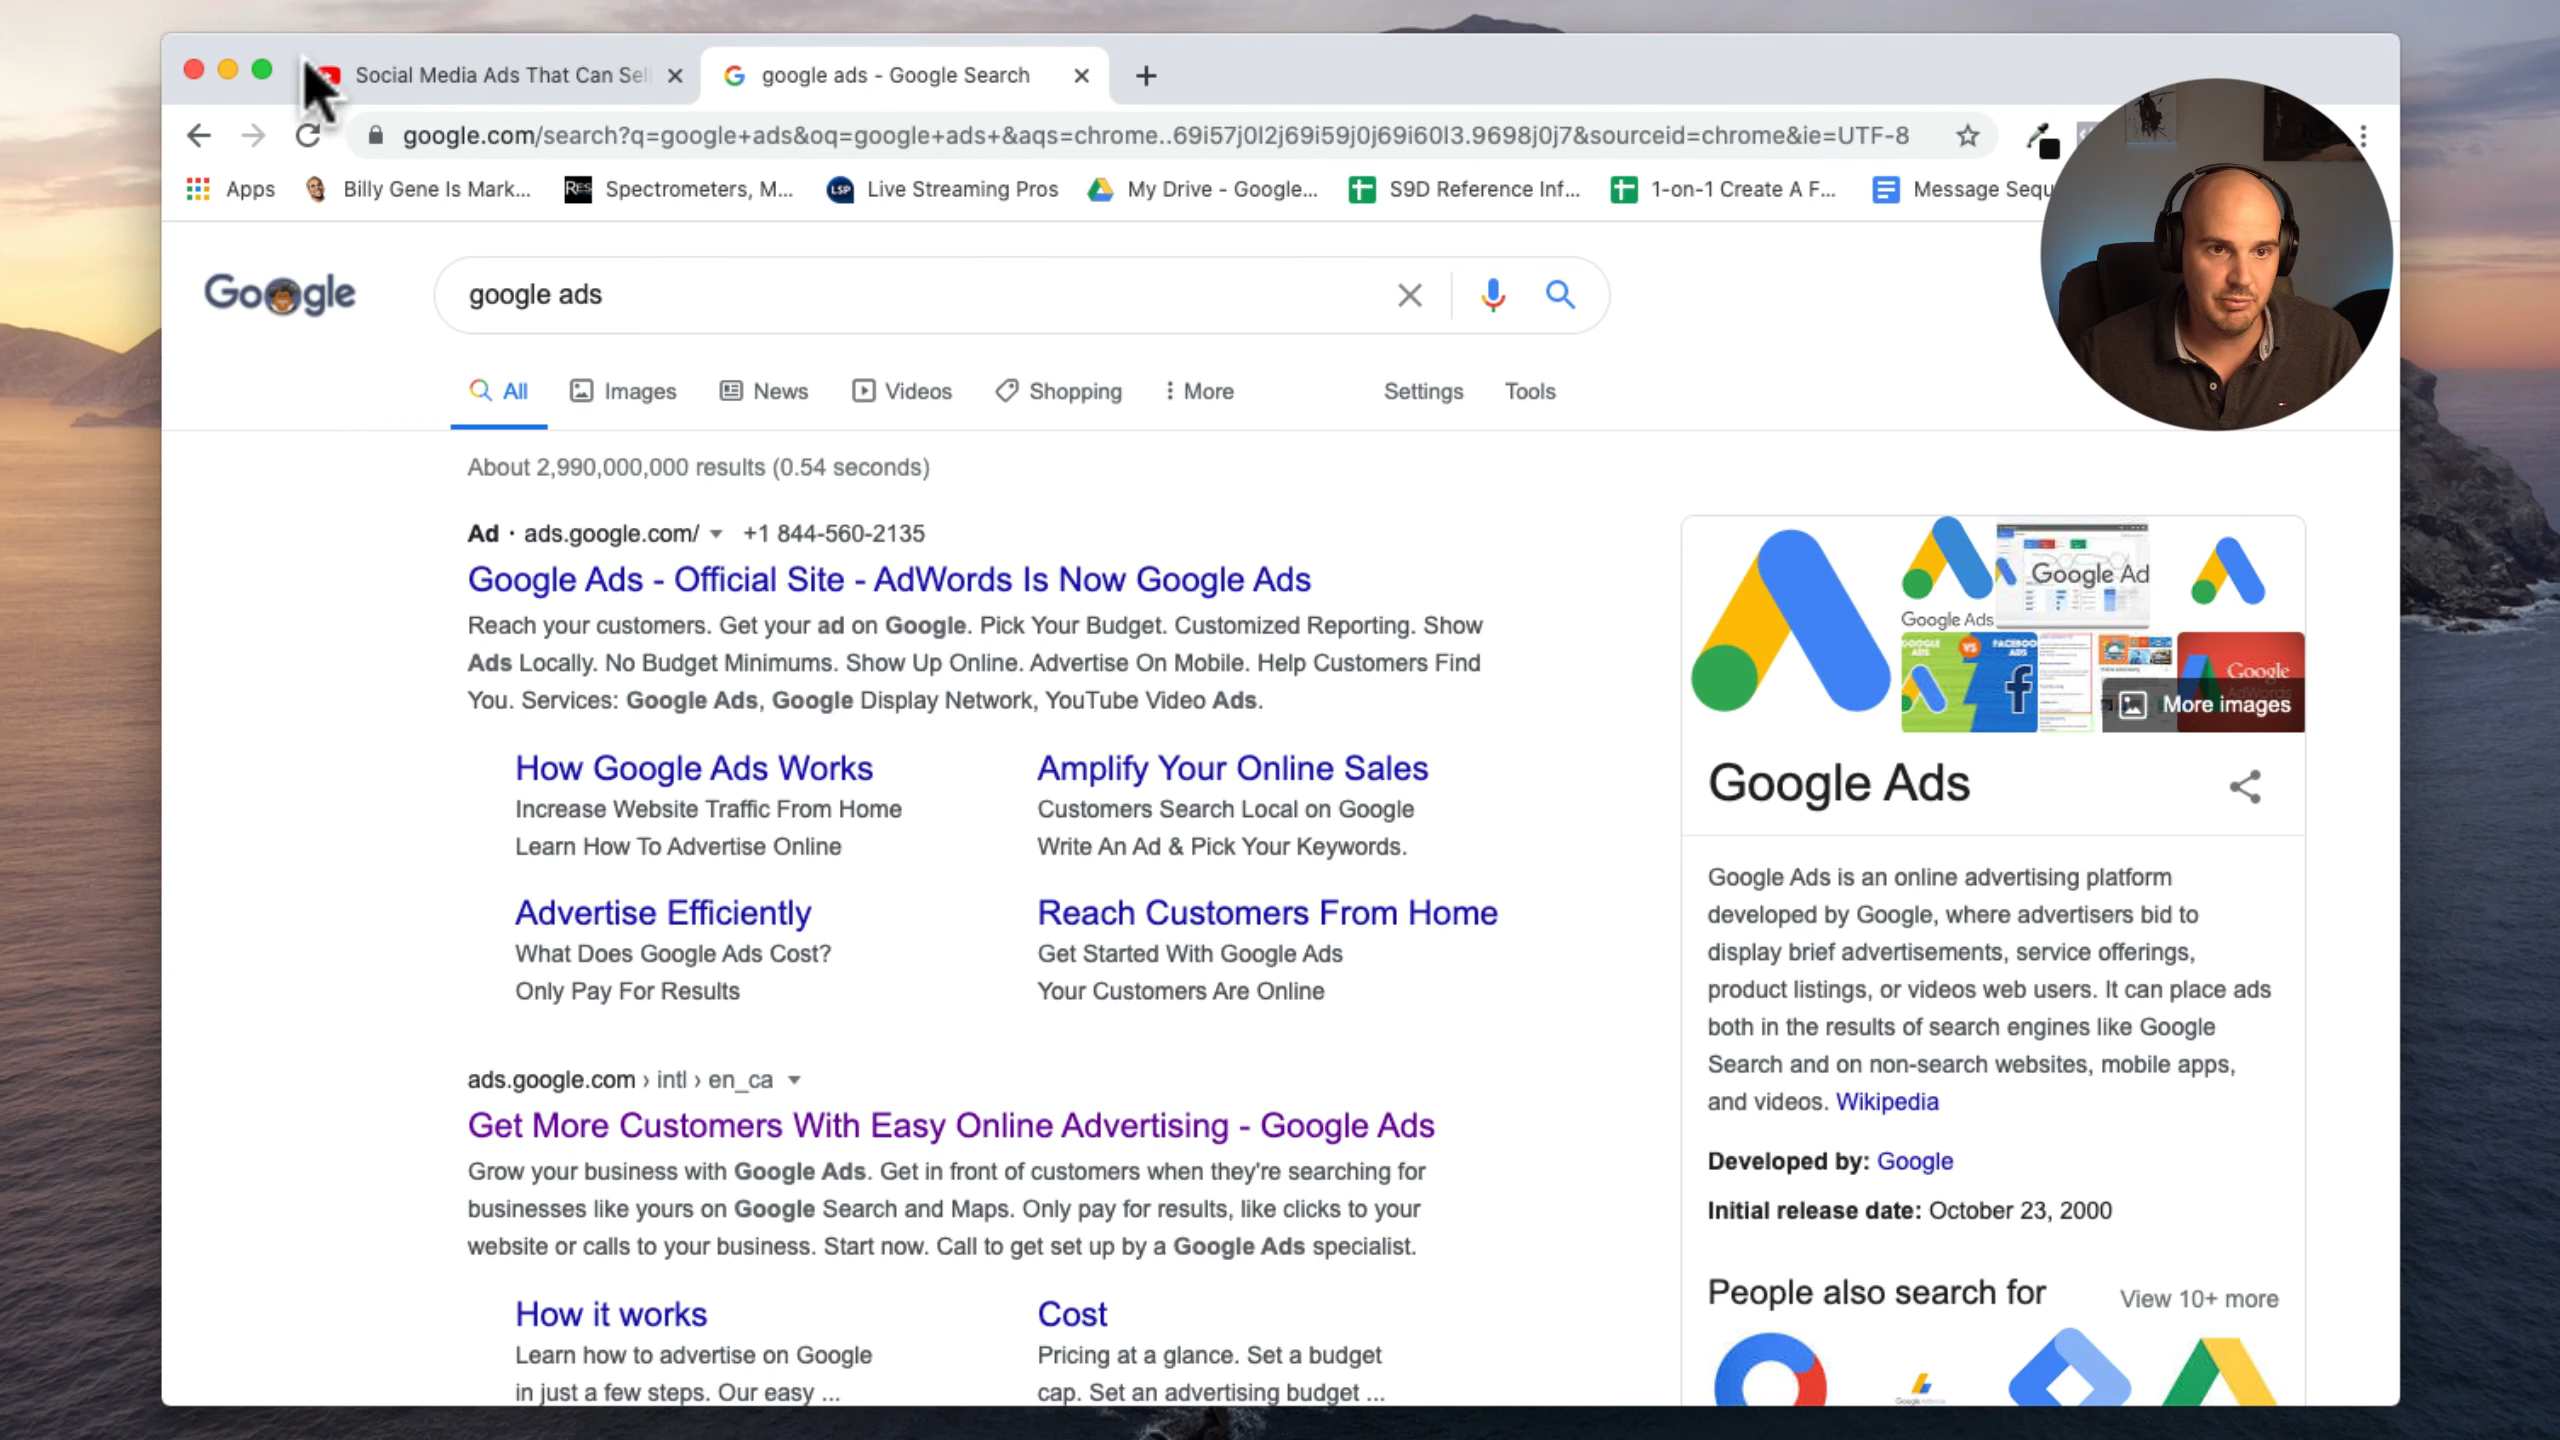 Social Media Ads That Can Sell
google ads - Google Search
google.com/search?q=google+ads&oq=google+ads+&aqs=chrome..69i57j0l2j69i59j0j69i60l3.9698j0j7&sourceid=chrome&ie=UTF-8
Apps
Billy Gene Is Mark...
RES
Spectrometers, M...
LSP
Live Streaming Pros
My Drive - Google...
S9D Reference Inf...
1-on-1 Create A F...
Message Sequ
Google
google ads
All
Images
News
Videos
Shopping
More
Settings
Tools
About 2,990,000,000 results (0.54 seconds)
Ad · ads.google.com/ +1 844-560-2135
Google Ads - Official Site - AdWords Is Now Google Ads
Reach your customers. Get your ad on Google. Pick Your Budget. Customized Reporting. Show
Ads Locally. No Budget Minimums. Show Up Online. Advertise On Mobile. Help Customers Find
You. Services: Google Ads, Google Display Network, YouTube Video Ads.
How Google Ads Works
Increase Website Traffic From Home
Learn How To Advertise Online
Amplify Your Online Sales
Customers Search Local on Google
Write An Ad & Pick Your Keywords.
Advertise Efficiently
What Does Google Ads Cost?
Only Pay For Results
Reach Customers From Home
Get Started With Google Ads
Your Customers Are Online
ads.google.com › intl › en_ca
Get More Customers With Easy Online Advertising - Google Ads
Grow your business with Google Ads. Get in front of customers when they're searching for
businesses like yours on Google Search and Maps. Only pay for results, like clicks to your
website or calls to your business. Start now. Call to get set up by a Google Ads specialist.
How it works
Learn how to advertise on Google
in just a few steps. Our easy ...
Cost
Pricing at a glance. Set a budget
cap. Set an advertising budget ...
Google Ads
Google Ad
GOOGLE ADS
VS
FACEBOOK ADS
Google
AdWords
More images
Google Ads
Google Ads is an online advertising platform
developed by Google, where advertisers bid to
display brief advertisements, service offerings,
product listings, or videos web users. It can place ads
both in the results of search engines like Google
Search and on non-search websites, mobile apps,
and videos. Wikipedia
Developed by: Google
Initial release date: October 23, 2000
People also search for
View 10+ more